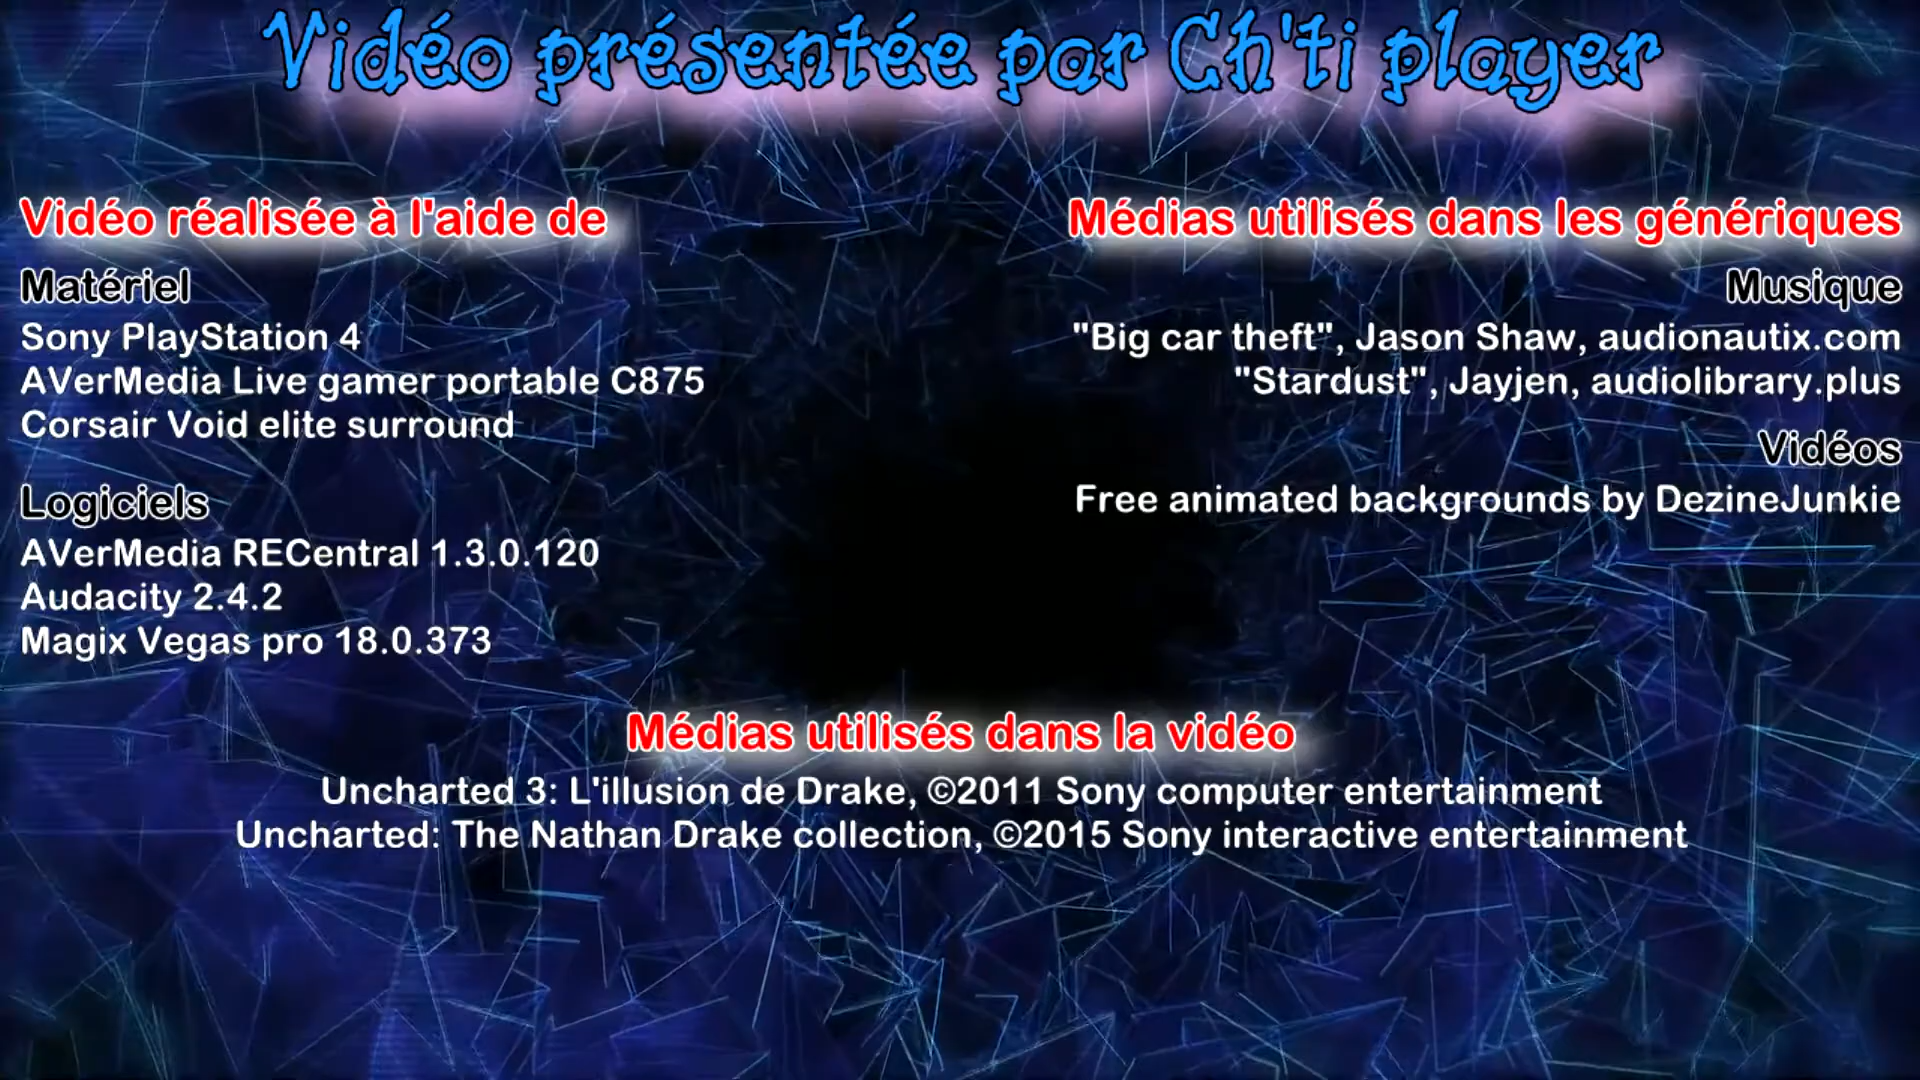 Vidéo présentée par Ch'ti player
Vidéo réalisée à l'aide de
Matériel
Sony PlayStation 4
AVerMedia Live gamer portable C875
Corsair Void elite surround
Logiciels
AVerMedia RECentral 1.3.0.120
Audacity 2.4.2
Magix Vegas pro 18.0.373
Médias utilisés dans les génériques
Musique
"Big car theft", Jason Shaw, audionautix.com
"Stardust", Jayjen, audiolibrary.plus
Vidéos
Free animated backgrounds by DezineJunkie
Médias utilisés dans la vidéo
Uncharted 3: L'illusion de Drake, ©2011 Sony computer entertainment
Uncharted: The Nathan Drake collection, ©2015 Sony interactive entertainment